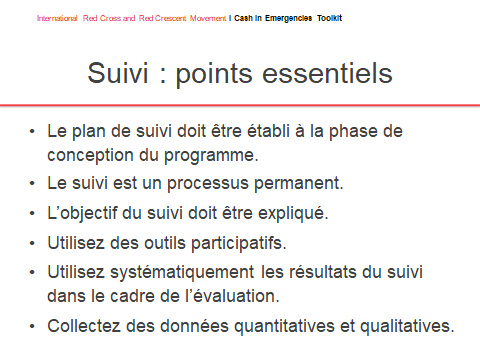 International Red Cross and Red Crescent Movement I Cash in Emergencies Toolkit
Suivi : points essentiels
• Le plan de suivi doit être établi à la phase de
conception du programme.
• Le suivi est un processus permanent.
• L’objectif du suivi doit être expliqué.
• Utilisez des outils participatifs.
• Utilisez systématiquement les résultats du suivi
dans le cadre de l’évaluation.
• Collectez des données quantitatives et qualitatives.